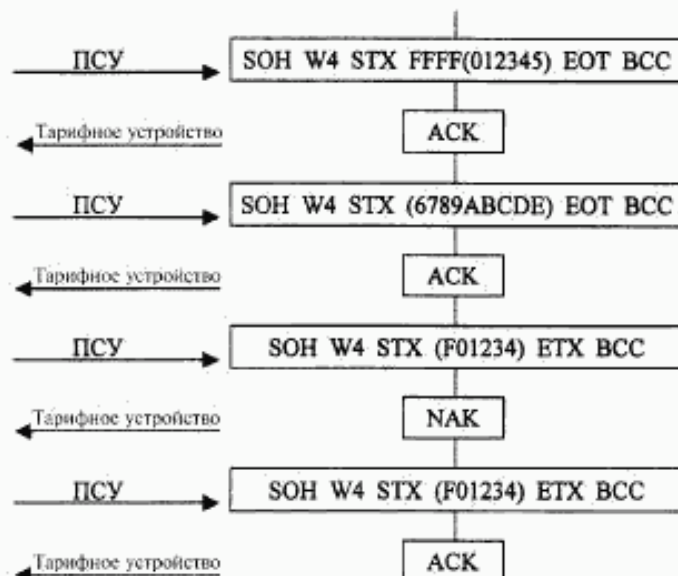 ПСУ SOH W4 STX FFFF(012345) EOT BCC
Тарифное устройство ACK
ПСУ SOH W4 STX (6789ABCDE) EOT BCC
Тарифное устройство ACK
ПСУ SOH W4 STX (F01234) ETX BCC
Тарифное устройство NAK
ПСУ SOH W4 STX (F01234) ETX BCC
Тарифное устройство ACK